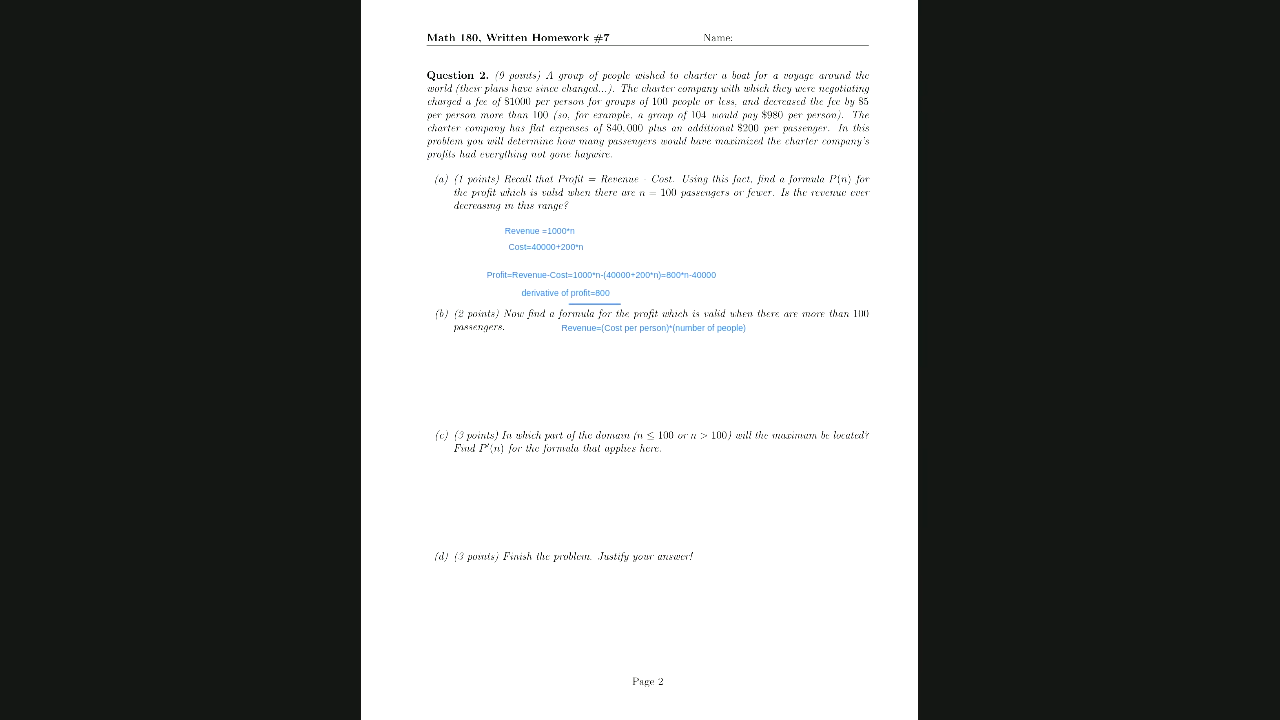 Math 180, Written Homework #7 Name:
Question 2. (9 points) A group of people wished to charter a boat for a voyage around the
world (their plans have since changed...). The charter company with which they were negotiating
charged a fee of $1000 per person for groups of 100 people or less, and decreased the fee by $5
per person more than 100 (so, for example, a group of 104 would pay $980 per person). The
charter company has flat expenses of $40,000 plus an additional $200 per passenger. In this
problem you will determine how many passengers would have maximized the charter company's
profits had everything not gone haywire.
(a) (1 points) Recall that Profit = Revenue - Cost. Using this fact, find a formula P(n) for
the profit which is valid when there are n = 100 passengers or fewer. Is the revenue ever
decreasing in this range?
Revenue =1000*n
Cost=40000+200*n
Profit=Revenue-Cost=1000*n-(40000+200*n)=800*n-40000
derivative of profit=800
(b) (2 points) Now find a formula for the profit which is valid when there are more than 100
passengers. Revenue=(Cost per person)*(number of people)
(c) (3 points) In which part of the domain (n ≤ 100 or n > 100) will the maximum be located?
Find P'(n) for the formula that applies here.
(d) (3 points) Finish the problem. Justify your answer!
Page 2